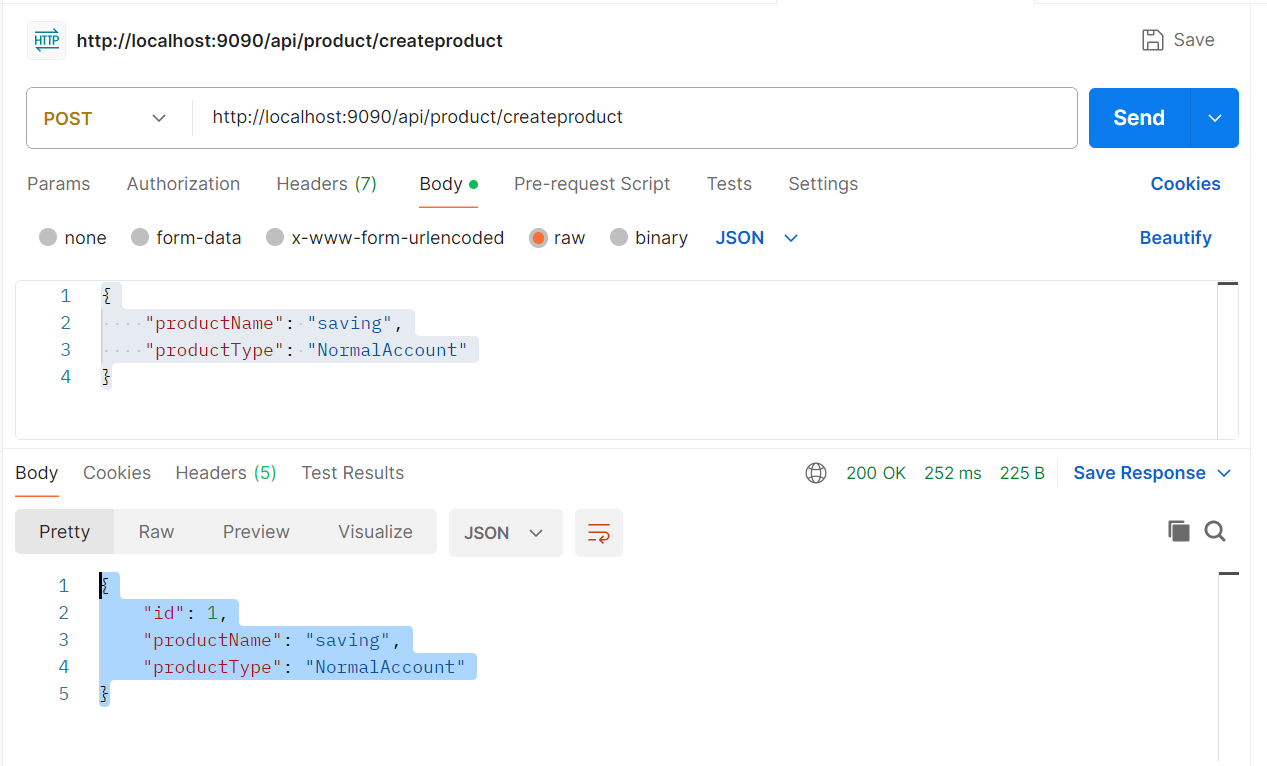 HTTP http://localhost:9090/api/product/createproduct Save
POST http://localhost:9090/api/product/createproduct Send
Params Authorization Headers (7) Body Pre-request Script Tests Settings Cookies
none form-data x-www-form-urlencoded raw binary JSON Beautify
1 {
2 ····"productName":·"saving",
3 ····"productType":·"NormalAccount"
4 }
Body Cookies Headers (5) Test Results 200 OK 252 ms 225 B Save Response
Pretty Raw Preview Visualize JSON
1 {
2     "id": 1,
3     "productName": "saving",
4     "productType": "NormalAccount"
5 }